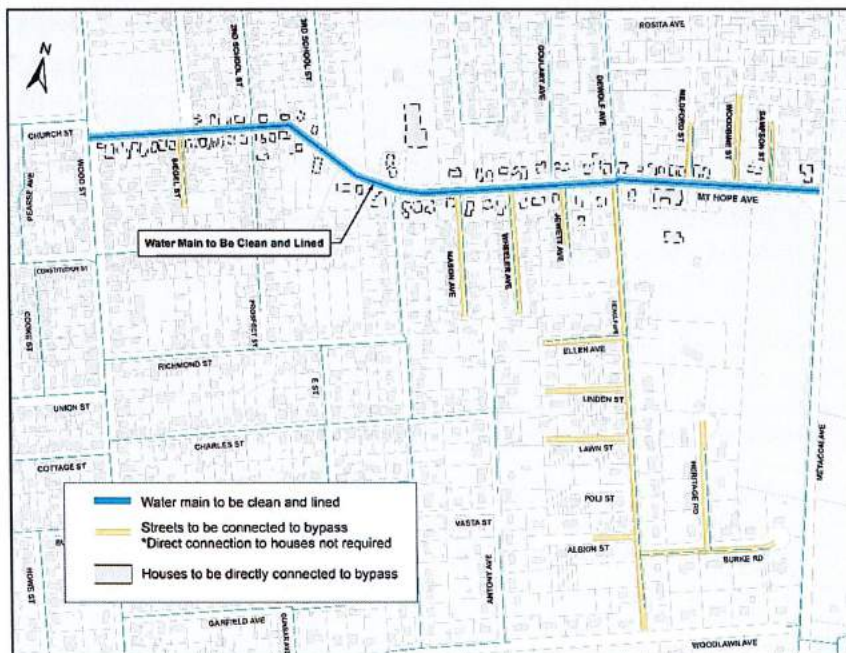 ROSITA AVE
N
2ND SCHOOL ST
3RD SCHOOL ST
GOULART AVE
DEWOLF AVE
MEDFORD ST
WOODBINE ST
SAMPSON ST
CHURCH ST
WOOD ST
PEARSE AVE
SIEGEL ST
MT HOPE AVE
Water Main to Be Clean and Lined
MASON AVE
WHEELER AVE
JEWETT AVE
CONSTITUTION ST
COOKE ST
PROSPECT ST
ELLEN AVE
RICHMOND ST
E ST
METACOM AVE
UNION ST
LINDEN ST
CHARLES ST
LAWN ST
COTTAGE ST
HERITAGE RD
Water main to be clean and lined
POLI ST
Streets to be connected to bypass
*Direct connection to houses not required
VASTA ST
ALBION ST
BURKE RD
Houses to be directly connected to bypass
HOWE ST
ANTONY AVE
GARFIELD AVE
WOODLAWN AVE